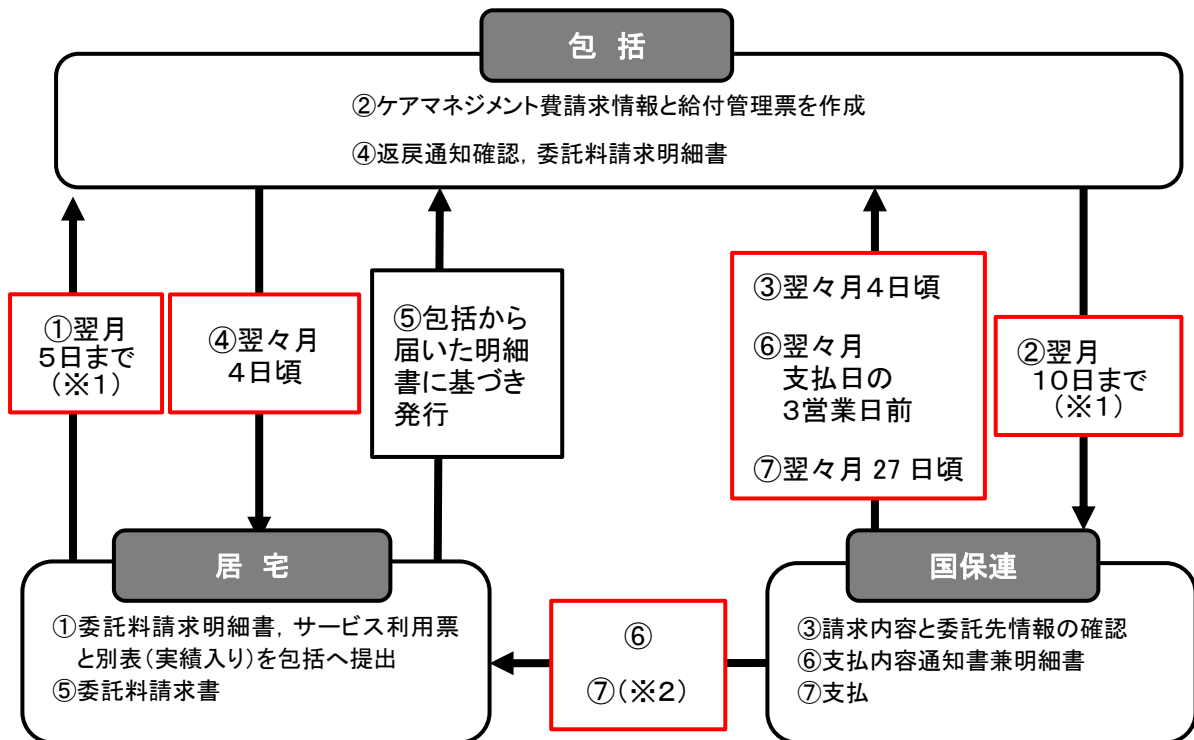 包 括
②ケアマネジメント費請求情報と給付管理票を作成
④返戻通知確認，委託料請求明細書
①翌月
５日まで
（※１）
④翌々月
４日頃
⑤包括から
届いた明細
書に基づき
発行
③翌々月４日頃
⑥翌々月
支払日の
３営業日前
⑦翌々月 27 日頃
②翌月
１０日まで
（※１）
居 宅
①委託料請求明細書，サービス利用票
と別表（実績入り）を包括へ提出
⑤委託料請求書
⑥
⑦（※２）
国保連
③請求内容と委託先情報の確認
⑥支払内容通知書兼明細書
⑦支払